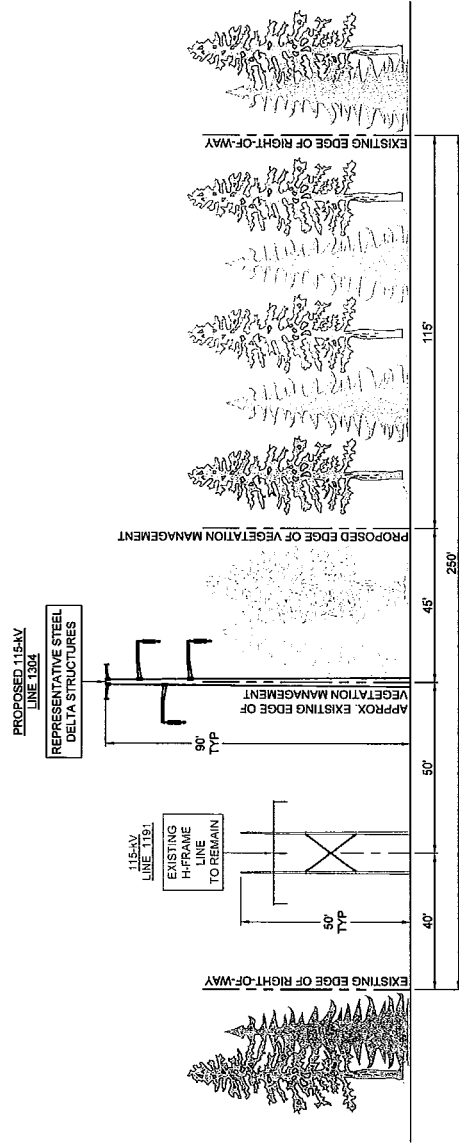 PROPOSED 115-kV
LINE 1304
REPRESENTATIVE STEEL
DELTA STRUCTURES
115-kV
LINE 1191
EXISTING
H-FRAME
LINE
TO REMAIN
90'
TYP
50'
TYP
EXISTING EDGE OF RIGHT-OF-WAY
APPROX. EXISTING EDGE OF
VEGETATION MANAGEMENT
PROPOSED EDGE OF VEGETATION MANAGEMENT
EXISTING EDGE OF RIGHT-OF-WAY
40'
50'
45'
115'
250'